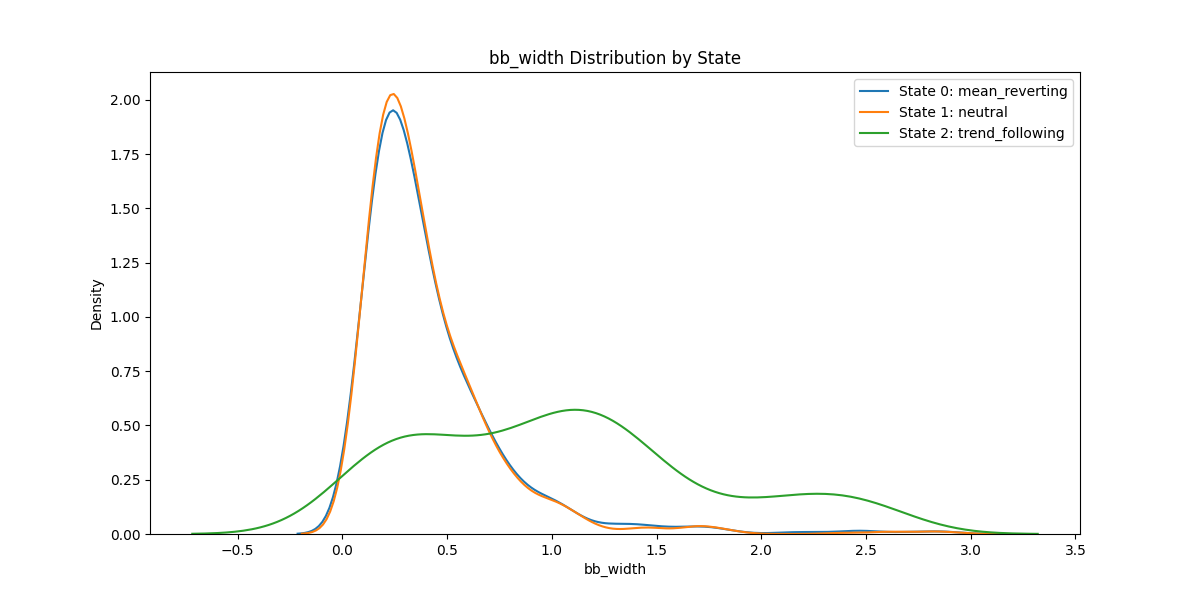 bb_width Distribution by State
State 0: mean_reverting
State 1: neutral
State 2: trend_following
Density
2.00
1.75
1.50
1.25
1.00
0.75
0.50
0.25
0.00
−0.5 0.0 0.5 1.0 1.5 2.0 2.5 3.0 3.5
bb_width